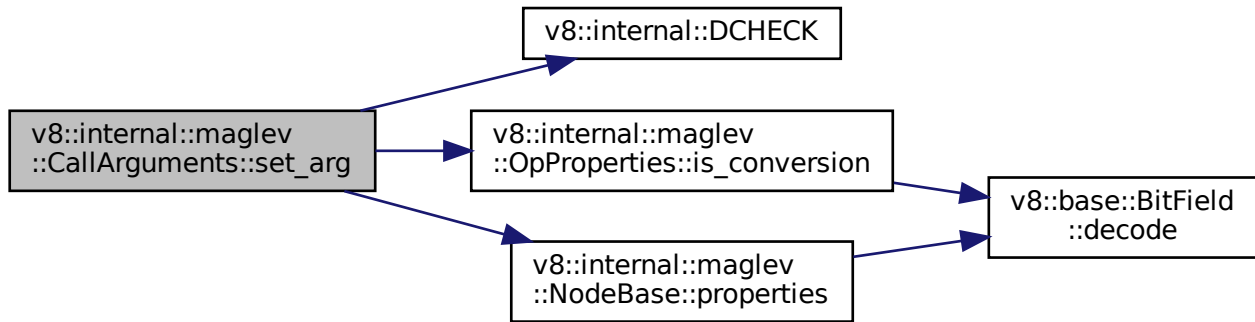 v8::internal::DCHECK
v8::internal::maglev
::CallArguments::set_arg
v8::internal::maglev
::OpProperties::is_conversion
v8::base::BitField
::decode
v8::internal::maglev
::NodeBase::properties